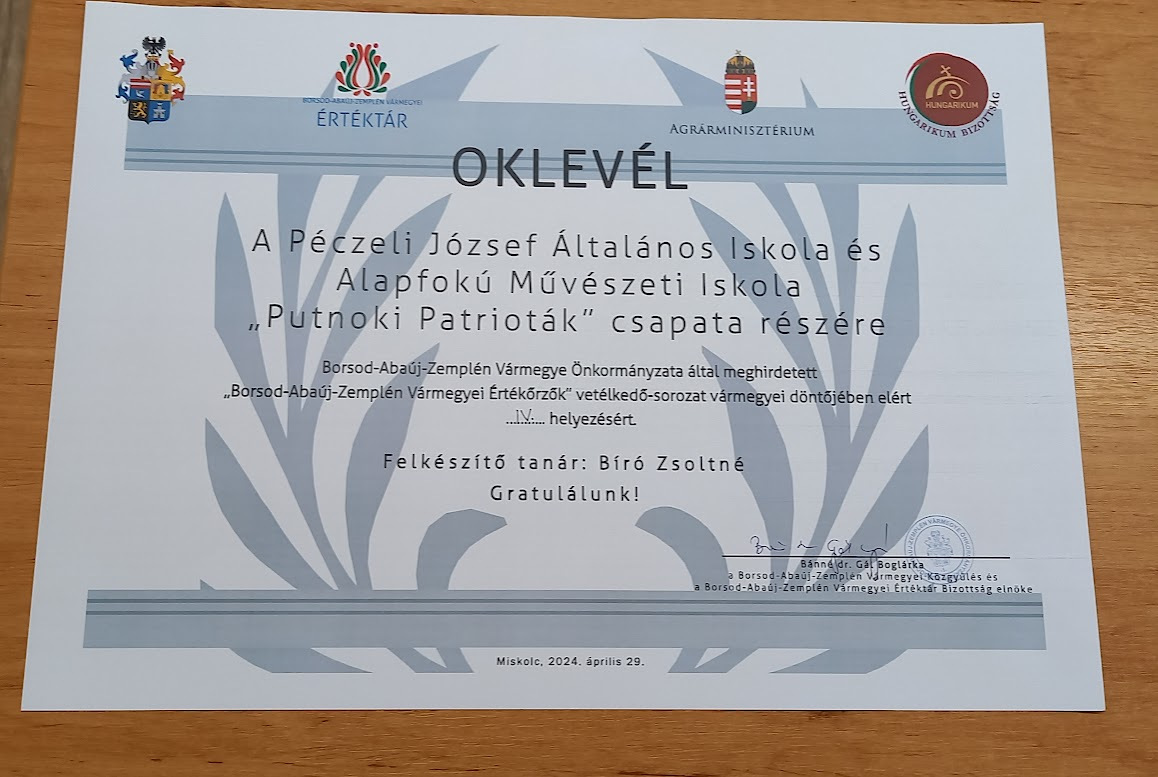 BORSOD-ABAÚJ-ZEMPLÉN VÁRMEGYEI
ÉRTÉKTÁR
AGRÁRMINISZTÉRIUM
HUNGARIKUM
HUNGARIKUM BIZOTTSÁG
OKLEVÉL
A Péczeli József Általános Iskola és
Alapfokú Művészeti Iskola
„Putnoki Patrioták” csapata részére
Borsod-Abaúj-Zemplén Vármegye Önkormányzata által meghirdetett
„Borsod-Abaúj-Zemplén Vármegyei Értékőrzők” vetélkedő-sorozat vármegyei döntőjében elért
...IV.... helyezésért.
Felkészítő tanár: Bíró Zsoltné
Gratulálunk!
Bánné dr. Gál Boglárka
a Borsod-Abaúj-Zemplén Vármegyei Közgyűlés és
a Borsod-Abaúj-Zemplén Vármegyei Értéktár Bizottság elnöke
Miskolc, 2024. április 29.